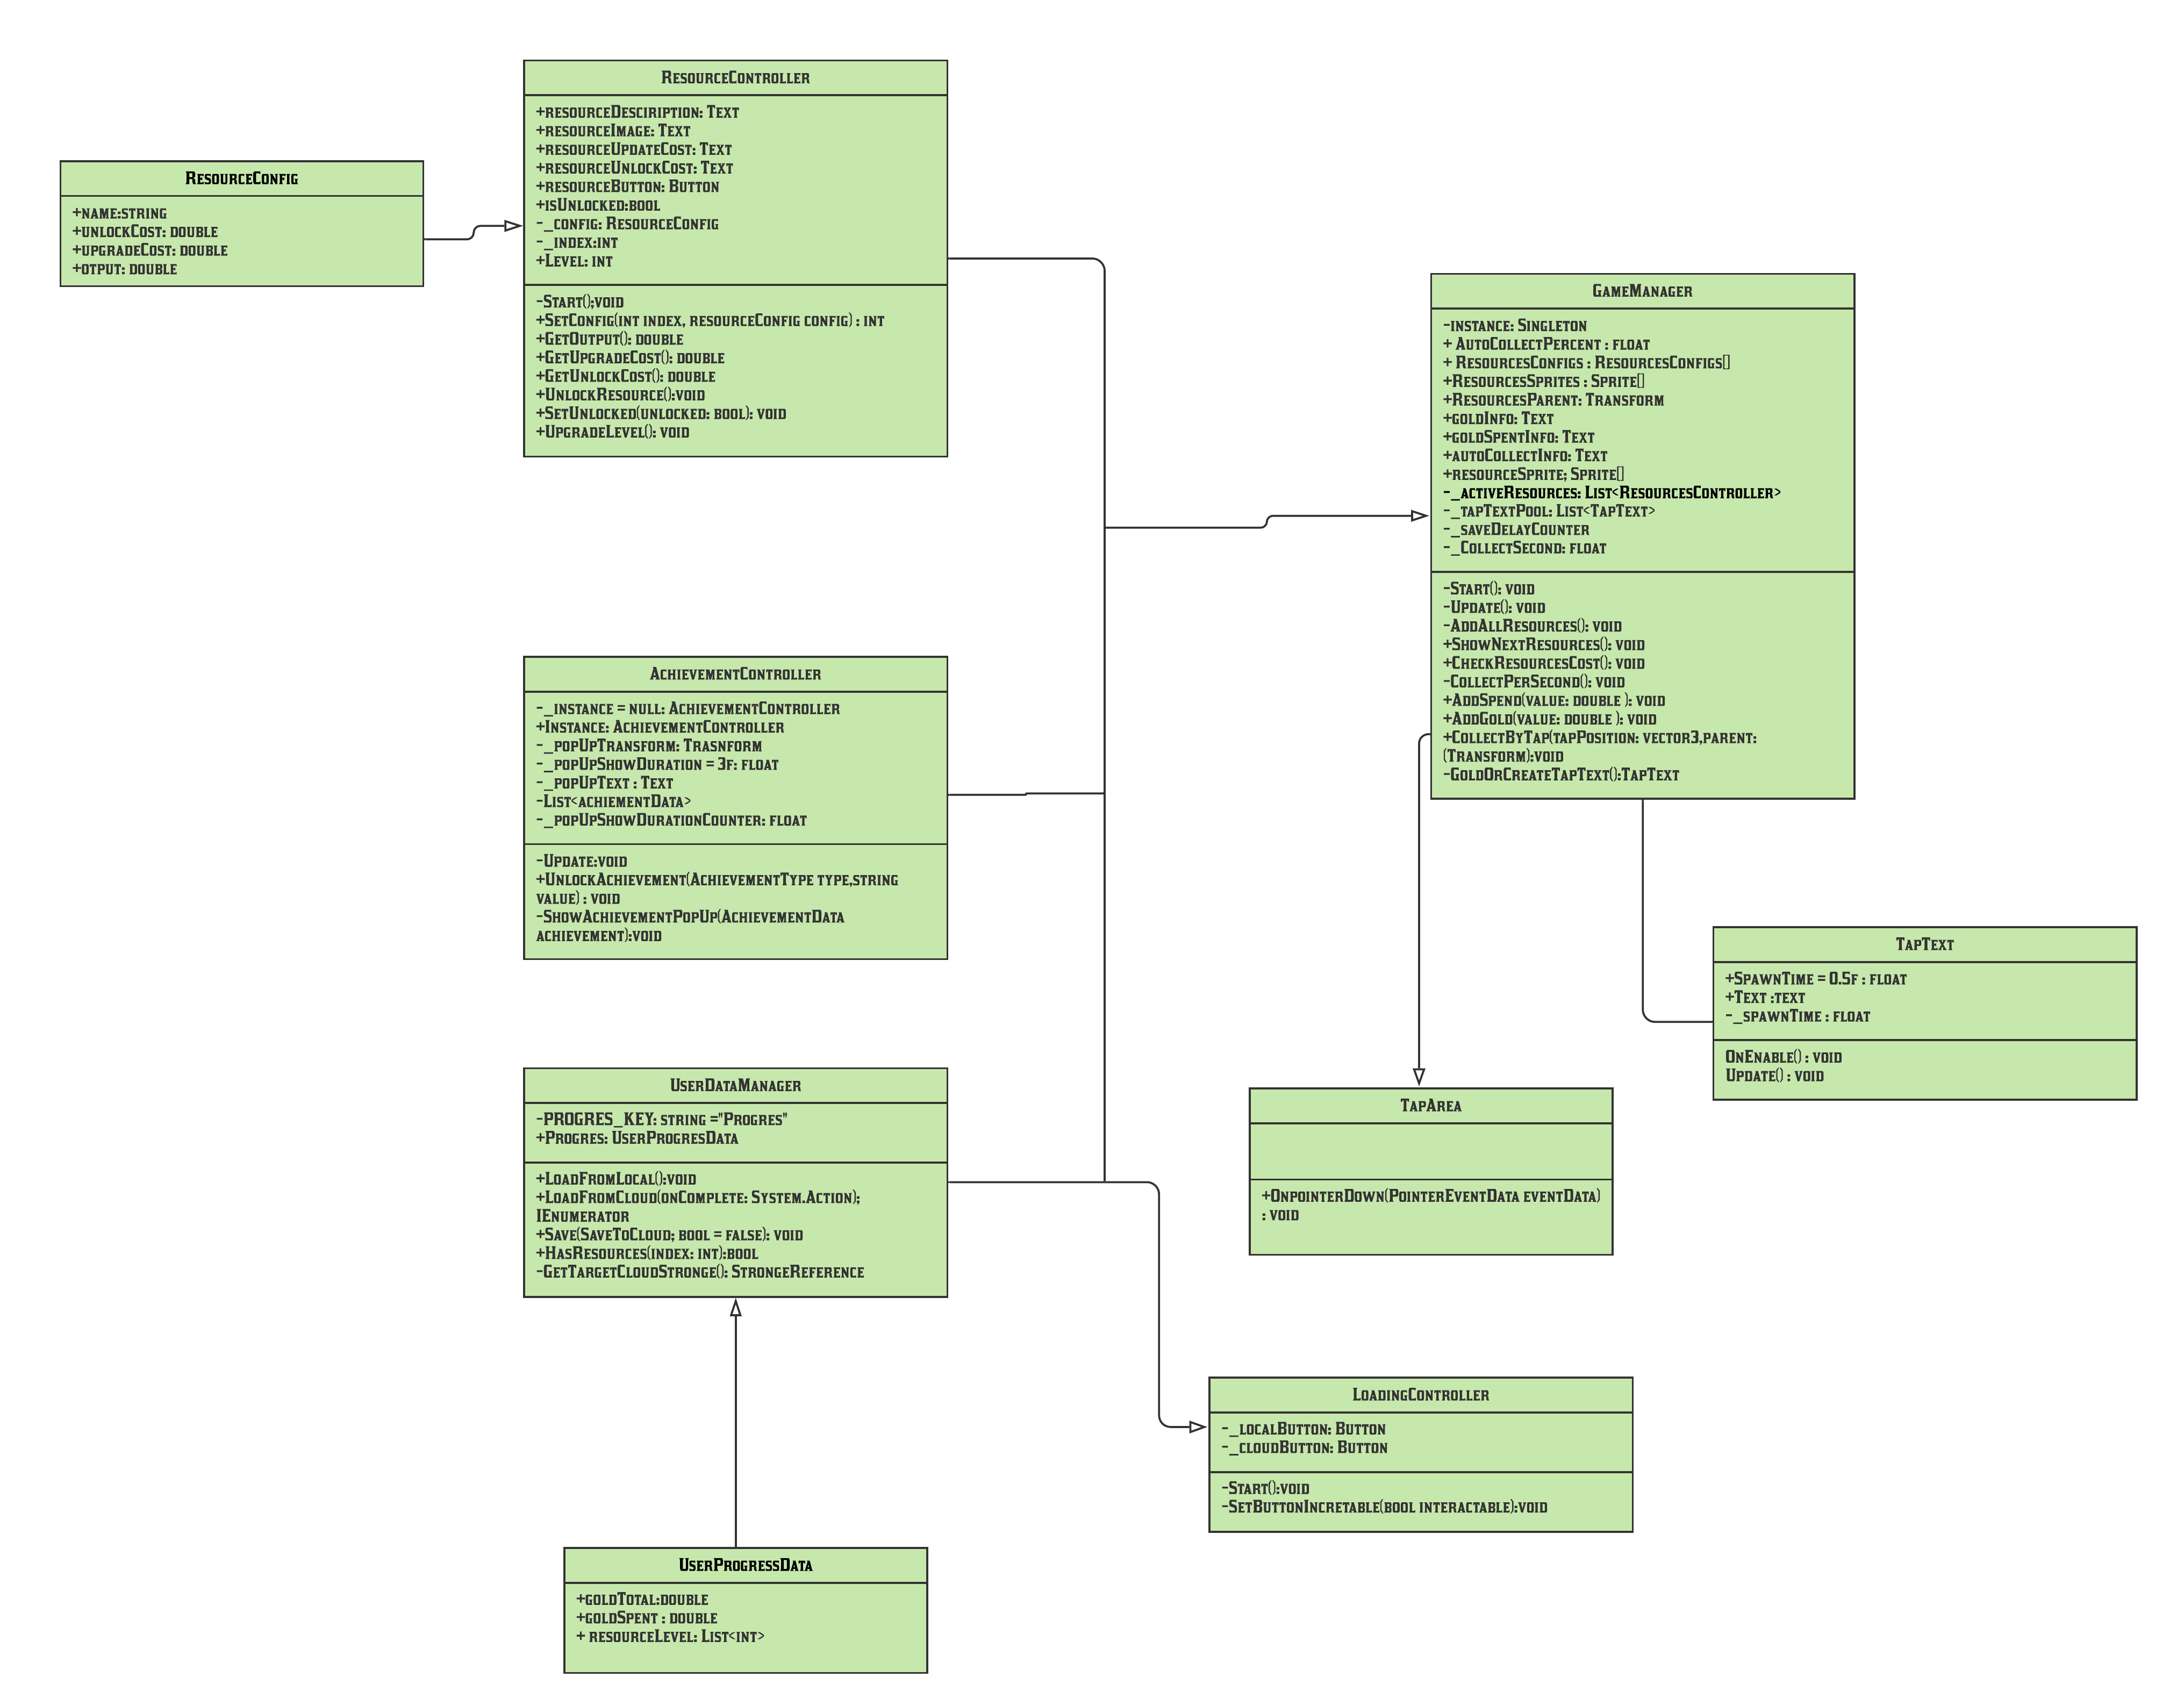 ResourceController
+resourceDesciription: Text
+resourceImage: Text
+resourceUpdateCost: Text
+resourceUnlockCost: Text
+resourceButton: Button
+isUnlocked:bool
-_config: ResourceConfig
-_index:int
+Level: int
-Start();void
+SetConfig(int index, resourceConfig config) : int
+GetOutput(): double
+GetUpgradeCost(): double
+GetUnlockCost(): double
+UnlockResource():void
+SetUnlocked(unlocked: bool): void
+UpgradeLevel(): void
ResourceConfig
+name:string
+unlockCost: double
+upgradeCost: double
+otput: double
GameManager
-instance: Singleton
+ AutoCollectPercent : float
+ ResourcesConfigs : ResourcesConfigs[]
+ResourcesSprites : Sprite[]
+ResourcesParent: Transform
+goldInfo: Text
+goldSpentInfo: Text
+autoCollectInfo: Text
+resourceSprite; Sprite[]
-_activeResources: List<ResourcesController>
-_tapTextPool: List<TapText>
-_saveDelayCounter
-_CollectSecond: float
-Start(): void
-Update(): void
-AddAllResources(): void
+ShowNextResources(): void
+CheckResourcesCost(): void
-CollectPerSecond(): void
+AddSpend(value: double ): void
+AddGold(value: double ): void
+CollectByTap(tapPosition: vector3,parent:
(Transform):void
-GoldOrCreateTapText():TapText
AchievementController
-_instance = null: AchievementController
+Instance: AchievementController
-_popUpTransform: Trasnform
-_popUpShowDuration = 3f: float
-_popUpText : Text
-List<achiementData>
-_popUpShowDurationCounter: float
-Update:void
+UnlockAchievement(AchievementType type,string
value) : void
-ShowAchievementPopUp(AchievementData
achievement):void
TapText
+SpawnTime = 0.5f : float
+Text :text
-_spawnTime : float
OnEnable() : void
Update() : void
UserDataManager
-PROGRES_KEY: string ="Progres"
+Progres: UserProgresData
+LoadFromLocal():void
+LoadFromCloud(onComplete: System.Action);
IEnumerator
+Save(SaveToCloud; bool = false): void
+HasResources(index: int):bool
-GetTargetCloudStronge(): StrongeReference
TapArea
+OnpointerDown(PointerEventData eventData)
: void
LoadingController
-_localButton: Button
-_cloudButton: Button
-Start():void
-SetButtonIncretable(bool interactable):void
UserProgressData
+goldTotal:double
+goldSpent : double
+ resourceLevel: List<int>